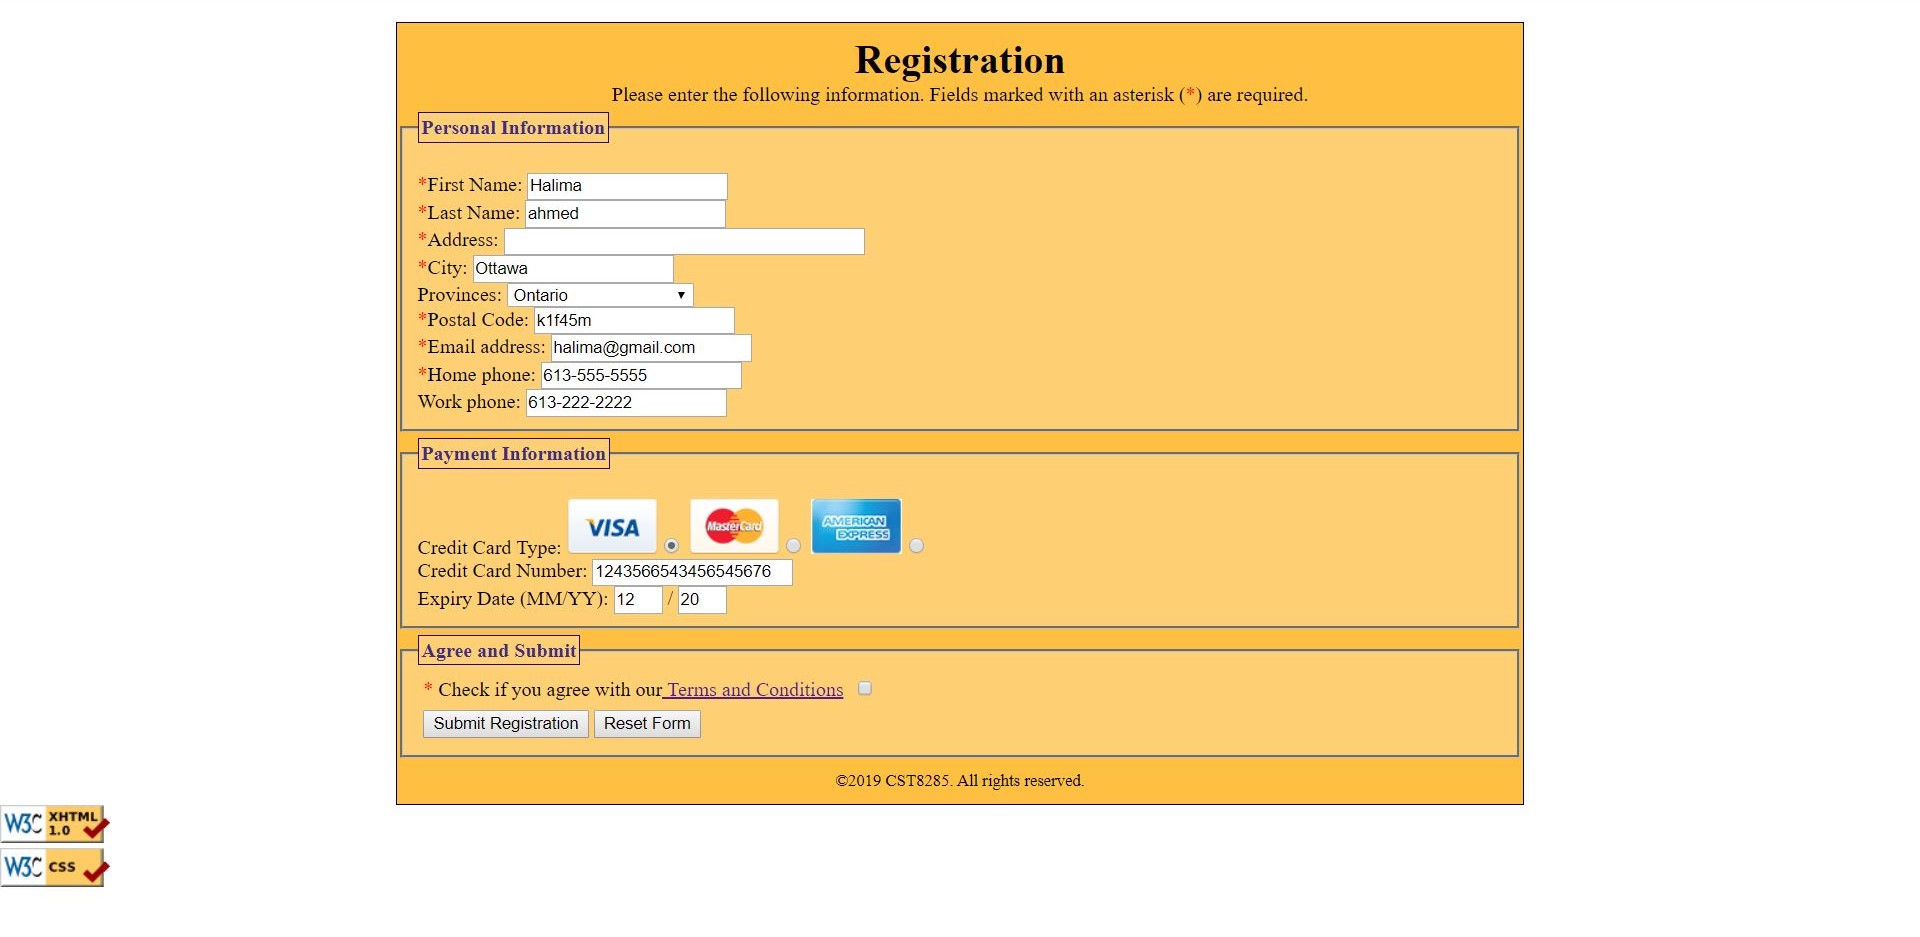 Registration
Please enter the following information. Fields marked with an asterisk (*) are required.
Personal Information
*First Name: Halima
*Last Name: ahmed
*Address:
*City: Ottawa
Provinces: Ontario
*Postal Code: k1f45m
*Email address: halima@gmail.com
*Home phone: 613-555-5555
Work phone: 613-222-2222
Payment Information
VISA MasterCard AMERICAN EXPRESS
Credit Card Type:
Credit Card Number: 1243566543456545676
Expiry Date (MM/YY): 12 / 20
Agree and Submit
* Check if you agree with our Terms and Conditions
Submit Registration Reset Form
©2019 CST8285. All rights reserved.
W3C XHTML 1.0
W3C css